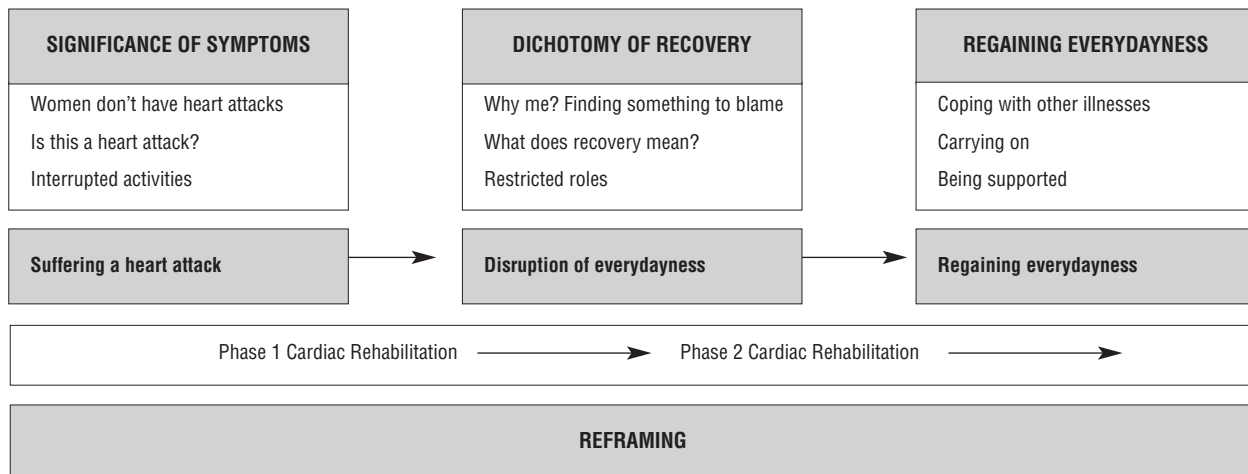 SIGNIFICANCE OF SYMPTOMS
Women don’t have heart attacks
Is this a heart attack?
Interrupted activities
DICHOTOMY OF RECOVERY
Why me? Finding something to blame
What does recovery mean?
Restricted roles
REGAINING EVERYDAYNESS
Coping with other illnesses
Carrying on
Being supported
Suffering a heart attack
Disruption of everydayness
Regaining everydayness
Phase 1 Cardiac Rehabilitation
Phase 2 Cardiac Rehabilitation
REFRAMING